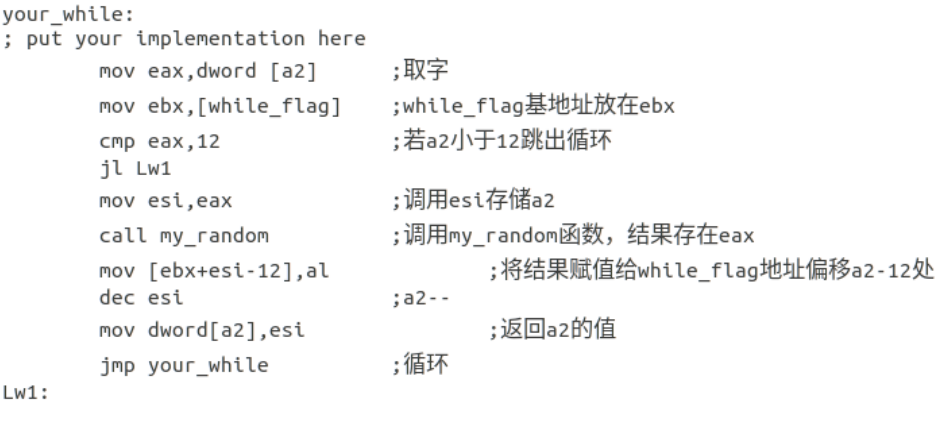 your_while:
; put your implementation here
mov eax,dword [a2] ;取字
mov ebx,[while_flag] ;while_flag基地址放在ebx
cmp eax,12 ;若a2小于12跳出循环
jl Lw1
mov esi,eax ;调用esi存储a2
call my_random ;调用my_random函数，结果存在eax
mov [ebx+esi-12],al ;将结果赋值给while_flag地址偏移a2-12处
dec esi ;a2--
mov dword[a2],esi ;返回a2的值
jmp your_while ;循环
Lw1: